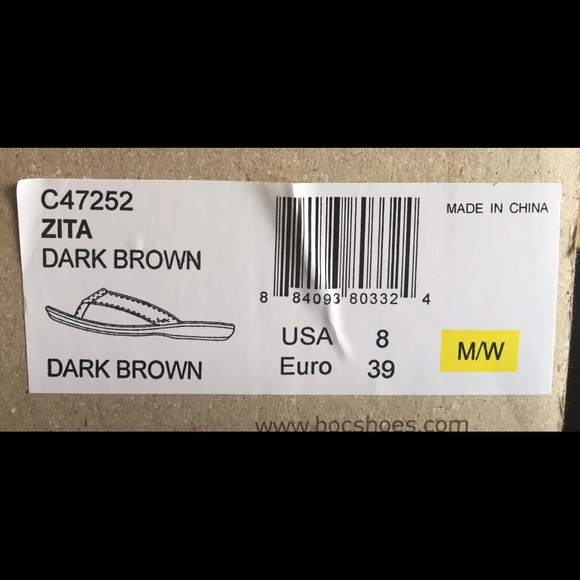 C47252
ZITA
DARK BROWN
boc
DARK BROWN
8 84093 80332 4
USA 8
Euro 39
MADE IN CHINA
M/W
www.bocshoes.com